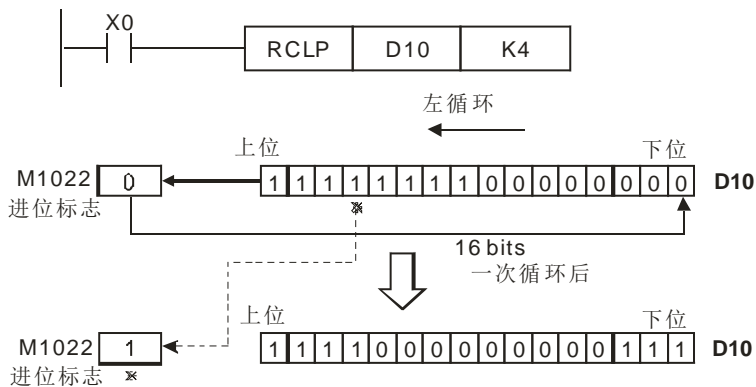 X0
RCLP D10 K4
左循环
上位 下位
M1022 0 1 1 1 1 1 1 1 1 0 0 0 0 0 0 0 0 D10
进位标志 ※
16 bits
一次循环后
上位 下位
M1022 1 1 1 1 1 0 0 0 0 0 0 0 0 0 1 1 1 D10
进位标志 ※